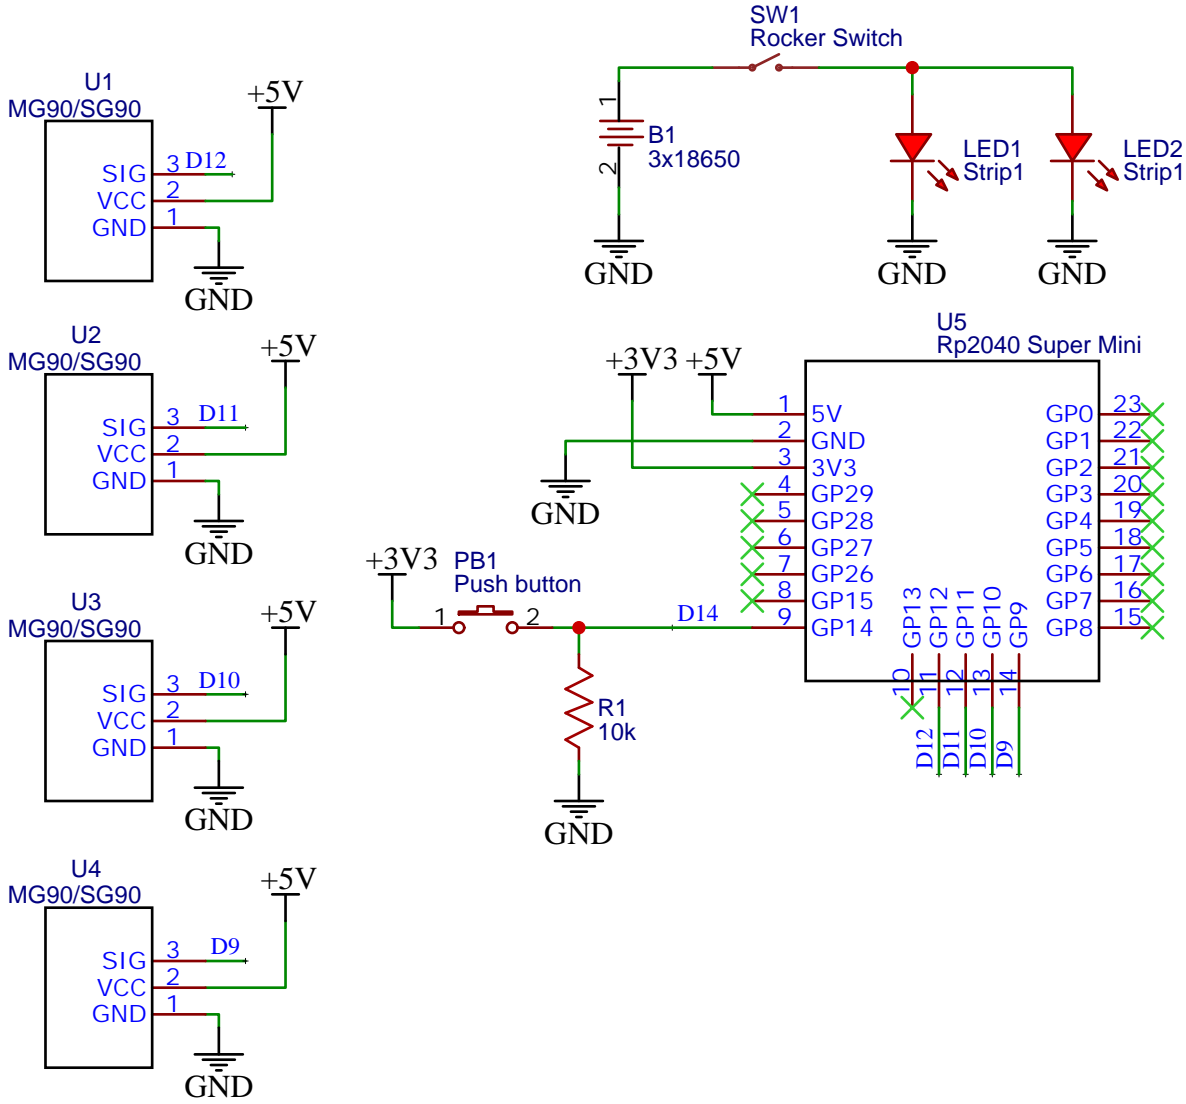 U1
MG90/SG90
+5V
SIG 3 D12
VCC 2
GND 1
GND
U2
MG90/SG90
+5V
SIG 3 D11
VCC 2
GND 1
GND
U3
MG90/SG90
+5V
SIG 3 D10
VCC 2
GND 1
GND
U4
MG90/SG90
+5V
SIG 3 D9
VCC 2
GND 1
GND
SW1
Rocker Switch
1
B1
3x18650
2
GND
LED1
Strip1
GND
LED2
Strip1
GND
U5
Rp2040 Super Mini
+3V3 +5V
1 5V
2 GND
3 3V3
4 GP29
5 GP28
6 GP27
7 GP26
8 GP15
9 GP14
GND
GP0 23
GP1 22
GP2 21
GP3 20
GP4 19
GP5 18
GP6 17
GP7 16
GP8 15
GP13 GP12 GP11 GP10 GP9
10 11 12 13 14
D12 D11 D10 D9
+3V3
PB1
Push button
1 2
D14
R1
10k
GND